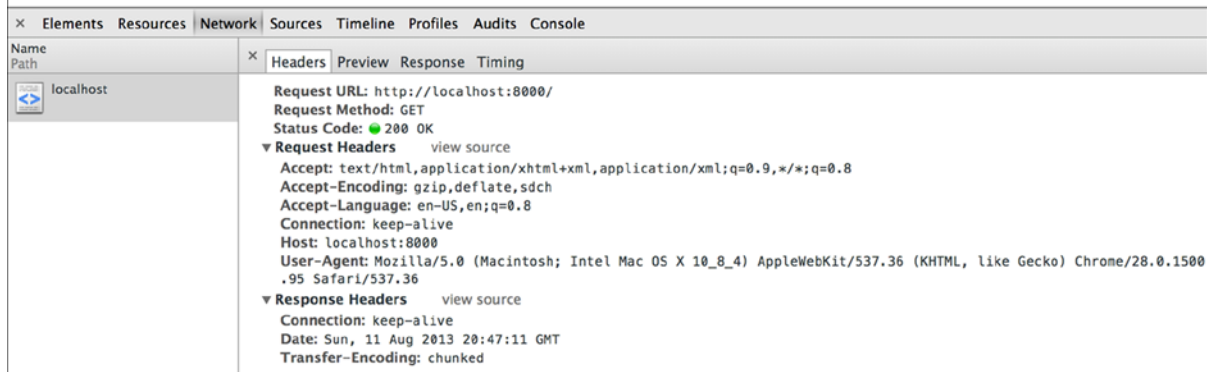 × Elements Resources Network Sources Timeline Profiles Audits Console
Name
Path
localhost
× Headers Preview Response Timing
Request URL: http://localhost:8000/
Request Method: GET
Status Code: 200 OK
▼Request Headers view source
Accept: text/html,application/xhtml+xml,application/xml;q=0.9,*/*;q=0.8
Accept-Encoding: gzip,deflate,sdch
Accept-Language: en-US,en;q=0.8
Connection: keep-alive
Host: localhost:8000
User-Agent: Mozilla/5.0 (Macintosh; Intel Mac OS X 10_8_4) AppleWebKit/537.36 (KHTML, like Gecko) Chrome/28.0.1500
.95 Safari/537.36
▼Response Headers view source
Connection: keep-alive
Date: Sun, 11 Aug 2013 20:47:11 GMT
Transfer-Encoding: chunked